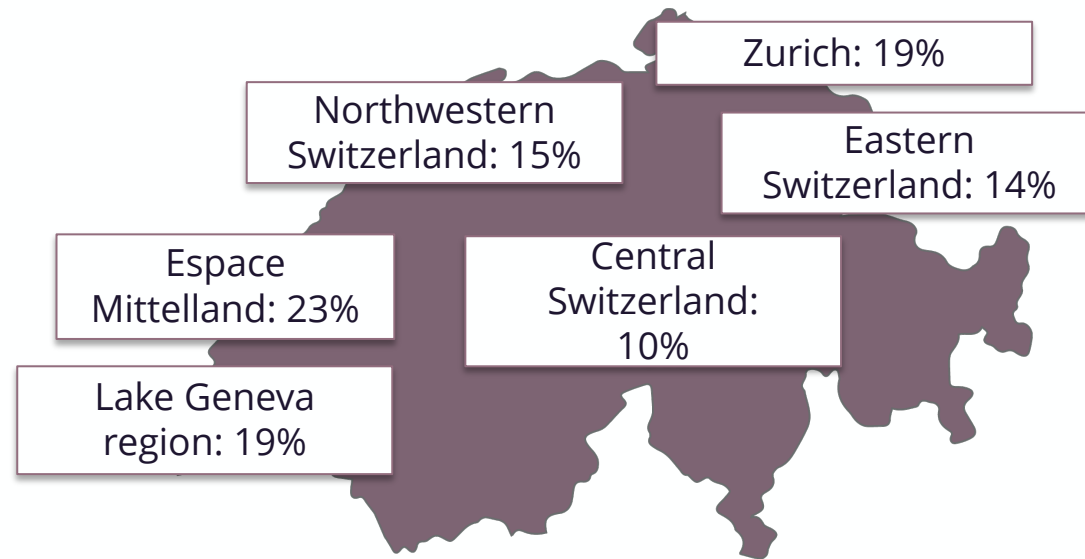 Zurich: 19%
Northwestern
Switzerland: 15%
Eastern
Switzerland: 14%
Espace
Mittelland: 23%
Central
Switzerland:
10%
Lake Geneva
region: 19%